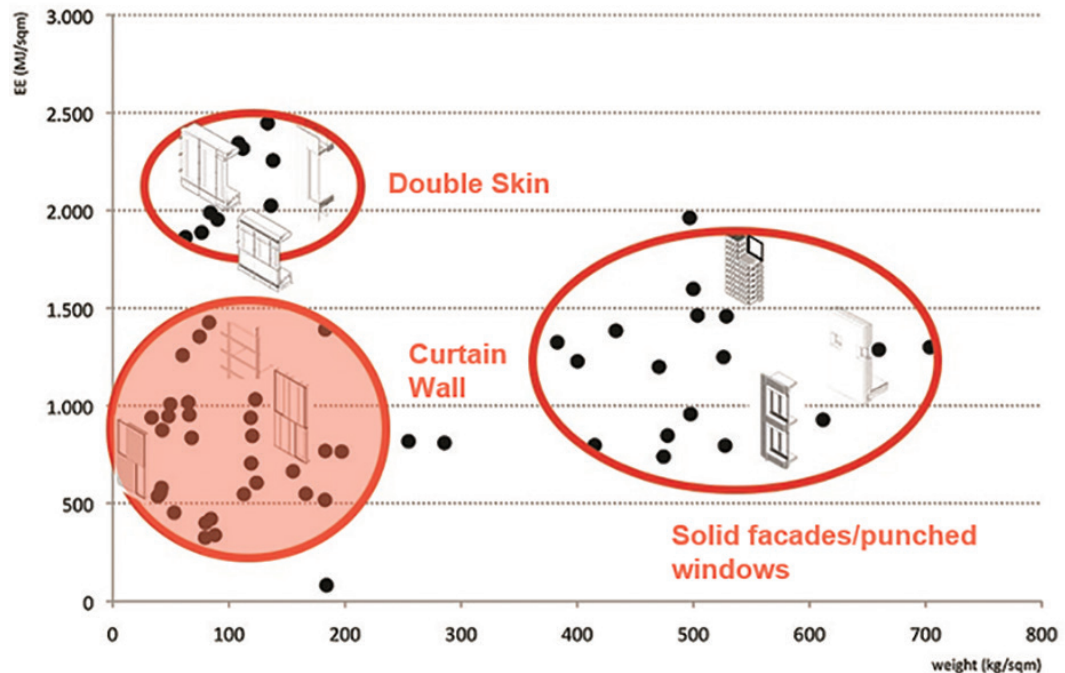 EE (MJ/sqm)
3.000
2.500
2.000
1.500
1.000
500
0
Double Skin
Curtain
Wall
Solid facades/punched
windows
0 100 200 300 400 500 600 700 800
weight (kg/sqm)